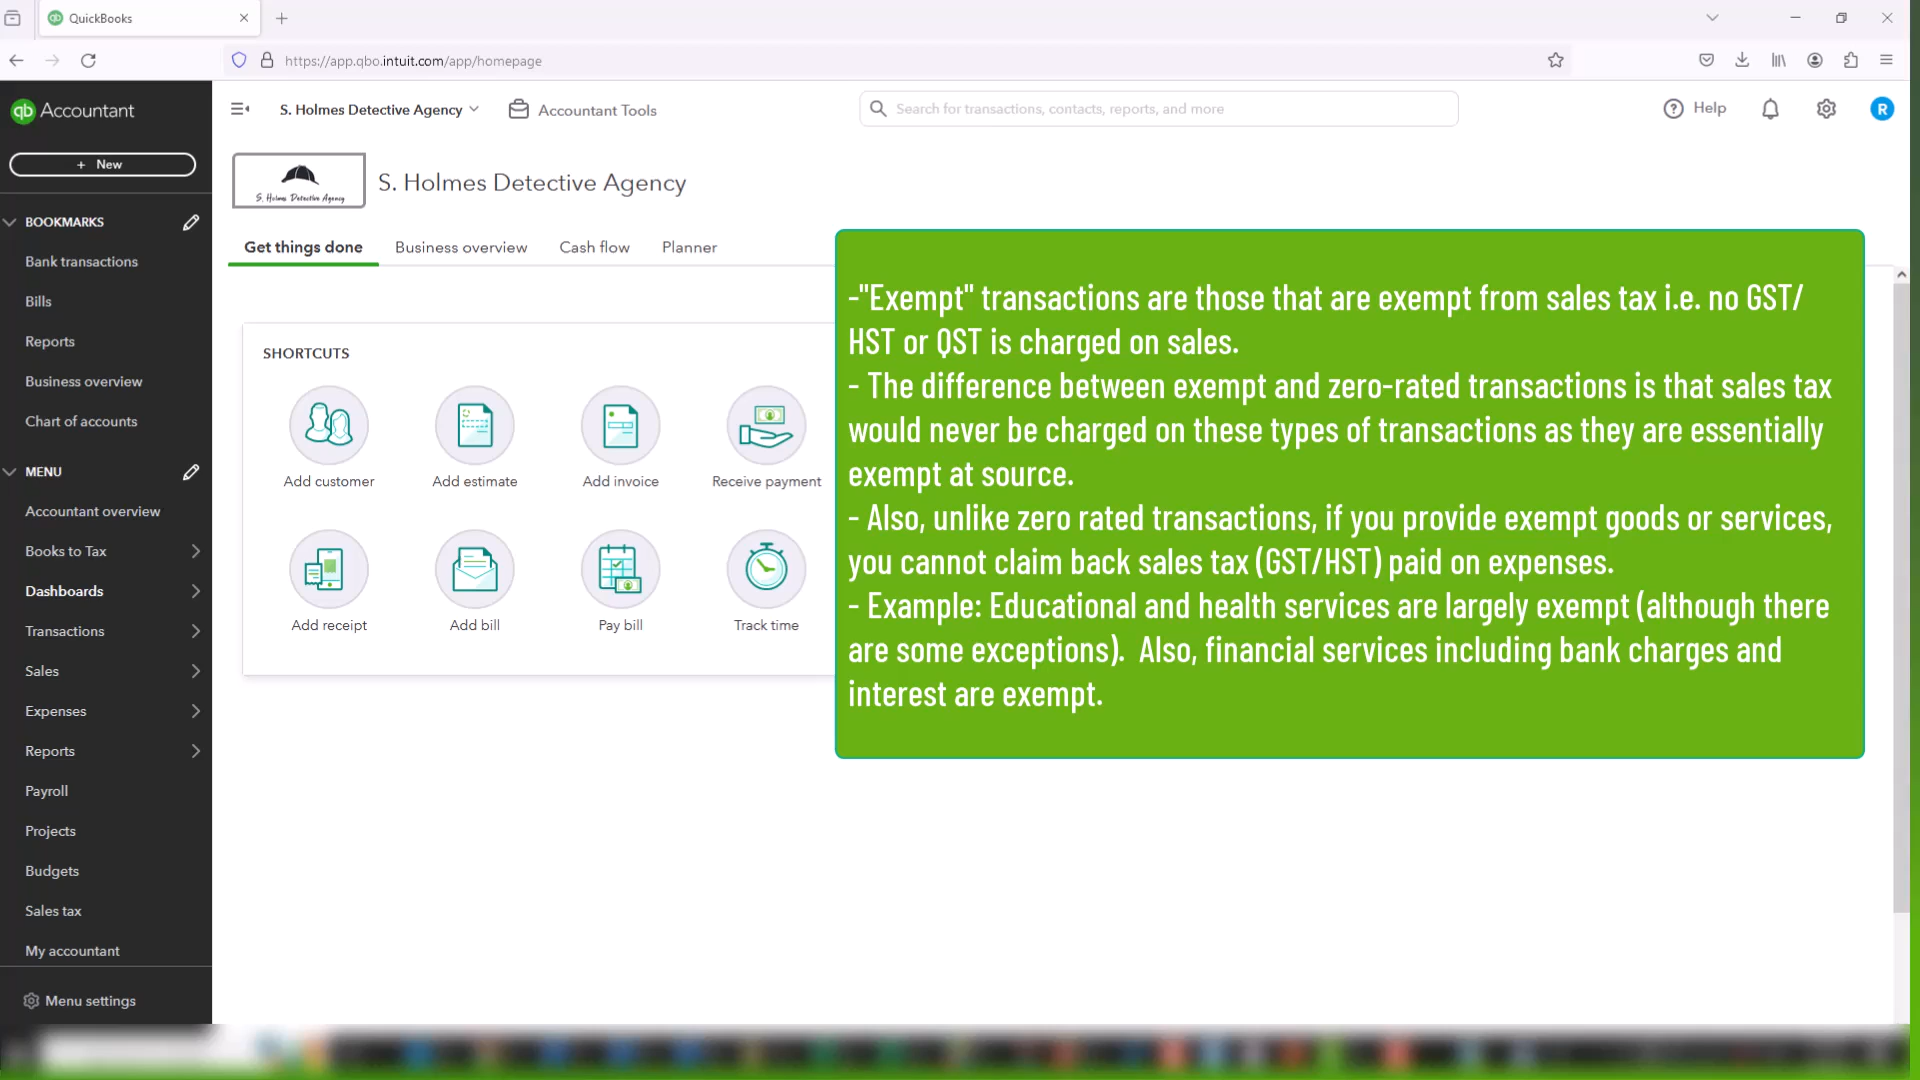 QuickBooks
https://app.qbo.intuit.com/app/homepage
qb Accountant
S. Holmes Detective Agency
Accountant Tools
Search for transactions, contacts, reports, and more
Help
R
+ New
S. Holmes Detective Agency
S. Holmes Detective Agency
BOOKMARKS
Bank transactions
Bills
Reports
Business overview
Chart of accounts
MENU
Accountant overview
Books to Tax
Dashboards
Transactions
Sales
Expenses
Reports
Payroll
Projects
Budgets
Sales tax
My accountant
Menu settings
Get things done
Business overview
Cash flow
Planner
SHORTCUTS
Add customer
Add estimate
Add invoice
Receive payment
Add receipt
Add bill
Pay bill
Track time
-"Exempt" transactions are those that are exempt from sales tax i.e. no GST/
HST or QST is charged on sales.
- The difference between exempt and zero-rated transactions is that sales tax
would never be charged on these types of transactions as they are essentially
exempt at source.
- Also, unlike zero rated transactions, if you provide exempt goods or services,
you cannot claim back sales tax (GST/HST) paid on expenses.
- Example: Educational and health services are largely exempt (although there
are some exceptions).  Also, financial services including bank charges and
interest are exempt.